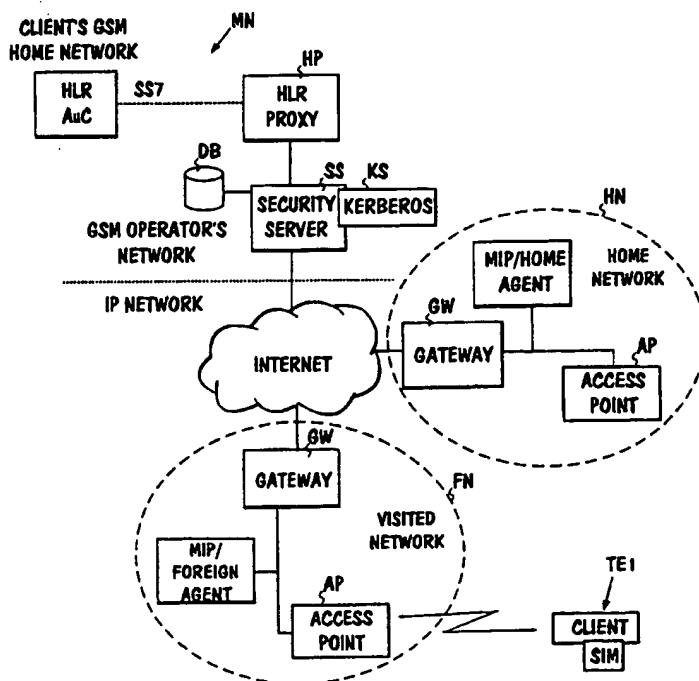 CLIENT'S GSM
HOME NETWORK
MN
HLR
AuC
SS7
HP
HLR
PROXY
DB
SS
KS
SECURITY
SERVER
KERBEROS
GSM OPERATOR'S
NETWORK
IP NETWORK
HN
MIP/HOME
AGENT
HOME
NETWORK
GW
GATEWAY
AP
ACCESS
POINT
INTERNET
GW
GATEWAY
FN
VISITED
NETWORK
MIP/
FOREIGN
AGENT
AP
ACCESS
POINT
TE1
CLIENT
SIM